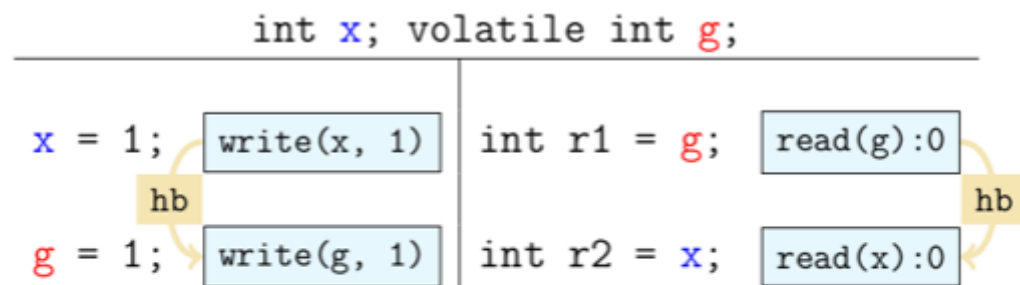 int x; volatile int g;
x = 1; write(x, 1) int r1 = g; read(g):0
hb hb
g = 1; write(g, 1) int r2 = x; read(x):0